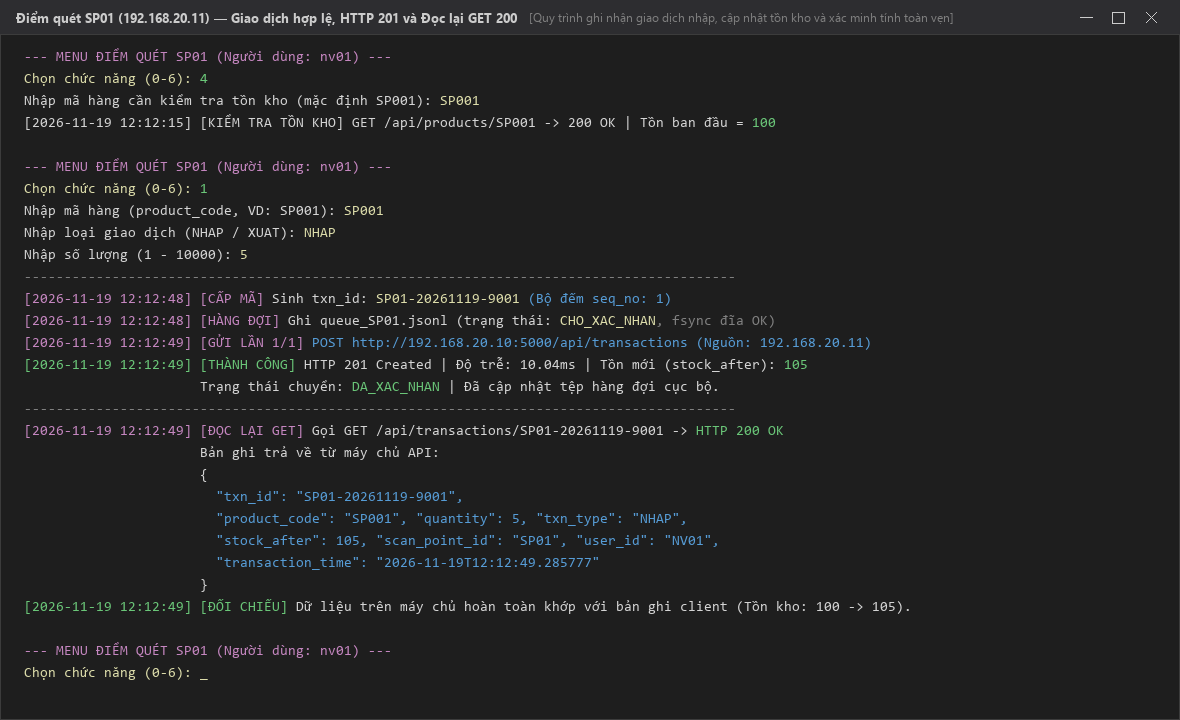 Điểm quét SP01 (192.168.20.11) — Giao dịch hợp lệ, HTTP 201 và Đọc lại GET 200 [Quy trình ghi nhận giao dịch nhập, cập nhật tồn kho và xác minh tính toàn vẹn]
--- MENU ĐIỂM QUÉT SP01 (Người dùng: nv01) ---
Chọn chức năng (0-6): 4
Nhập mã hàng cần kiểm tra tồn kho (mặc định SP001): SP001
[2026-11-19 12:12:15] [KIỂM TRA TỒN KHO] GET /api/products/SP001 -> 200 OK | Tồn ban đầu = 100
--- MENU ĐIỂM QUÉT SP01 (Người dùng: nv01) ---
Chọn chức năng (0-6): 1
Nhập mã hàng (product_code, VD: SP001): SP001
Nhập loại giao dịch (NHAP / XUAT): NHAP
Nhập số lượng (1 - 10000): 5
-----------------------------------------------------------------------------------------
[2026-11-19 12:12:48] [CẤP MÃ] Sinh txn_id: SP01-20261119-9001 (Bộ đếm seq_no: 1)
[2026-11-19 12:12:48] [HÀNG ĐỢI] Ghi queue_SP01.jsonl (trạng thái: CHO_XAC_NHAN, fsync đĩa OK)
[2026-11-19 12:12:49] [GỬI LẦN 1/1] POST http://192.168.20.10:5000/api/transactions (Nguồn: 192.168.20.11)
[2026-11-19 12:12:49] [THÀNH CÔNG] HTTP 201 Created | Độ trễ: 10.04ms | Tồn mới (stock_after): 105
Trạng thái chuyển: DA_XAC_NHAN | Đã cập nhật tệp hàng đợi cục bộ.
-----------------------------------------------------------------------------------------
[2026-11-19 12:12:49] [ĐỌC LẠI GET] Gọi GET /api/transactions/SP01-20261119-9001 -> HTTP 200 OK
Bản ghi trả về từ máy chủ API:
{
"txn_id": "SP01-20261119-9001",
"product_code": "SP001", "quantity": 5, "txn_type": "NHAP",
"stock_after": 105, "scan_point_id": "SP01", "user_id": "NV01",
"transaction_time": "2026-11-19T12:12:49.285777"
}
[2026-11-19 12:12:49] [ĐỐI CHIẾU] Dữ liệu trên máy chủ hoàn toàn khớp với bản ghi client (Tồn kho: 100 -> 105).
--- MENU ĐIỂM QUÉT SP01 (Người dùng: nv01) ---
Chọn chức năng (0-6): _